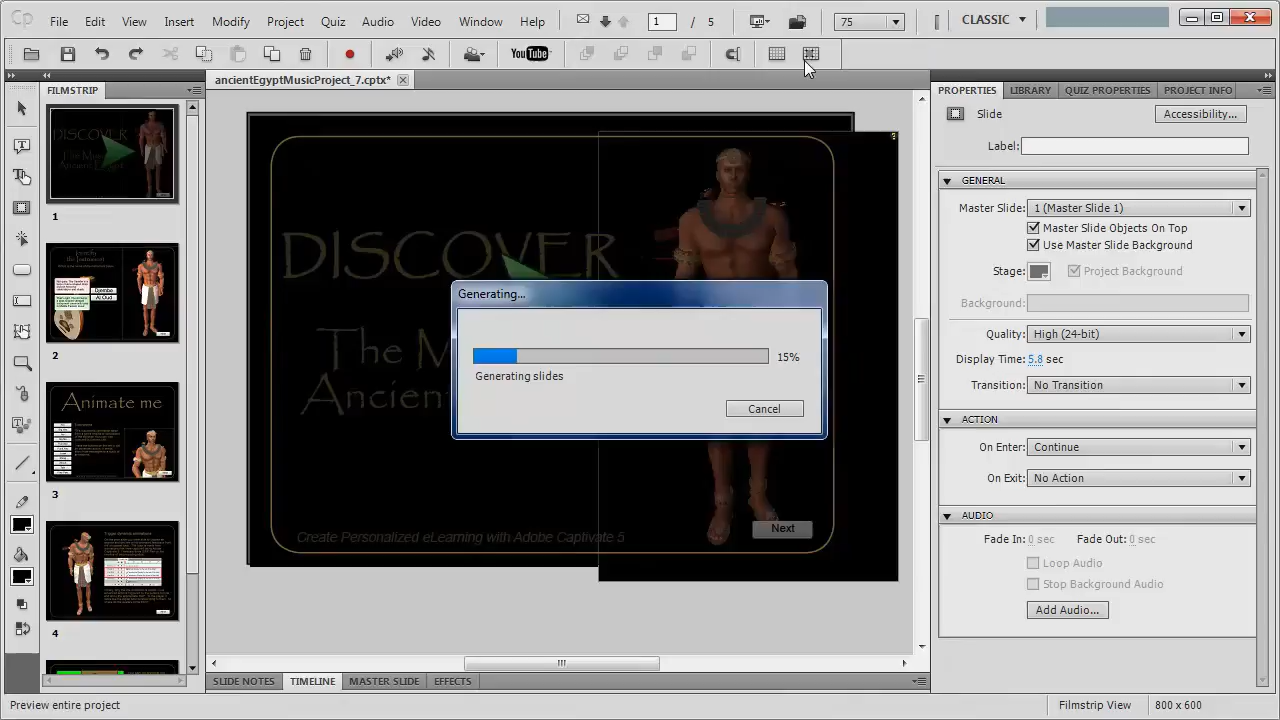 Cp File Edit View Insert Modify Project Quiz Audio Video Window Help 1 / 5 75 CLASSIC
YouTube
ancientEgyptMusicProject_7.cptx*
FILMSTRIP
1
2
Animate me
3
4
DISCOVER
The M
Ancient
Next
Create Personalized eLearning with Adobe Captivate 5
Generating...
15%
Generating slides
Cancel
PROPERTIES LIBRARY QUIZ PROPERTIES PROJECT INFO
Slide Accessibility...
Label:
GENERAL
Master Slide: 1 (Master Slide 1)
Master Slide Objects On Top
Use Master Slide Background
Stage: Project Background
Background:
Quality: High (24-bit)
Display Time: 5.8 sec
Transition: No Transition
ACTION
On Enter: Continue
On Exit: No Action
AUDIO
Fade In: 0 sec Fade Out: 0 sec
Loop Audio
Stop Background Audio
Add Audio...
SLIDE NOTES TIMELINE MASTER SLIDE EFFECTS
Preview entire project Filmstrip View 800 x 600